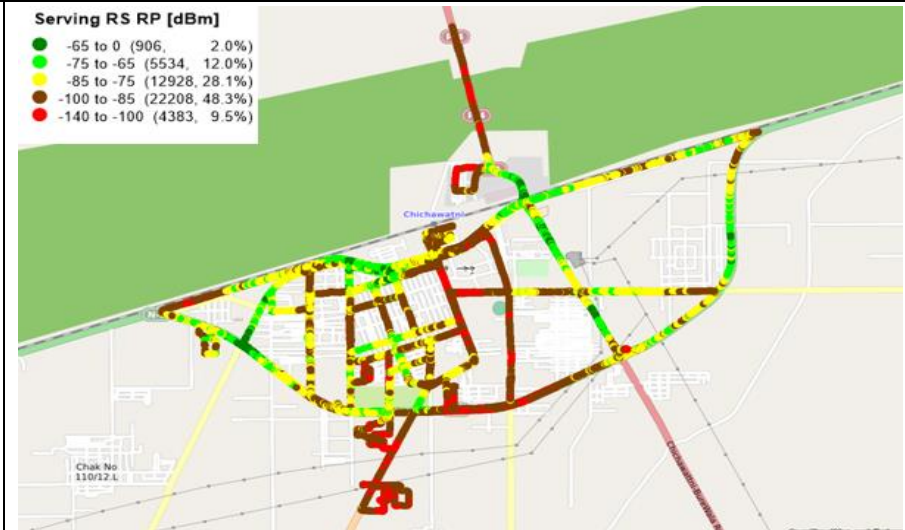 Serving RS RP [dBm]
-65 to 0 (906, 2.0%)
-75 to -65 (5534, 12.0%)
-85 to -75 (12928, 28.1%)
-100 to -85 (22208, 48.3%)
-140 to -100 (4383, 9.5%)
Chichawatni
Chak No
110/12.L